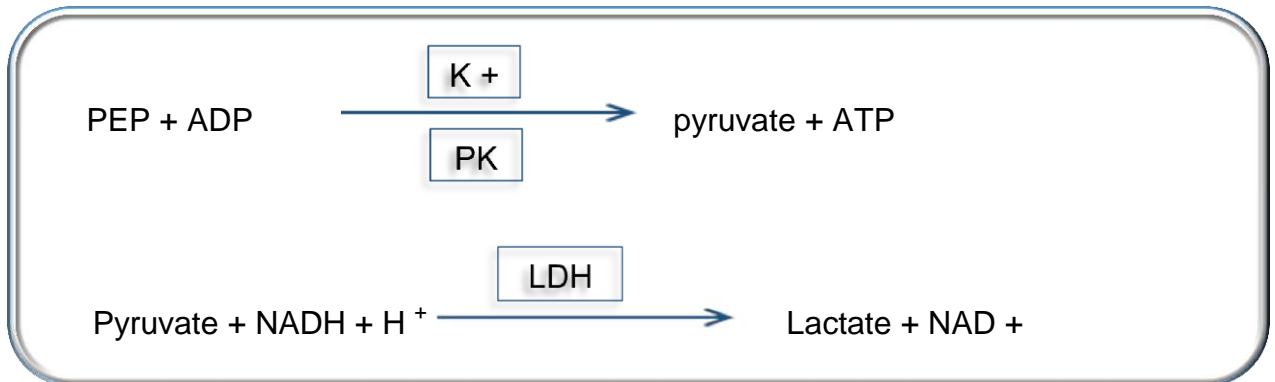 K +
PEP + ADP pyruvate + ATP
PK
LDH
Pyruvate + NADH + H + Lactate + NAD +